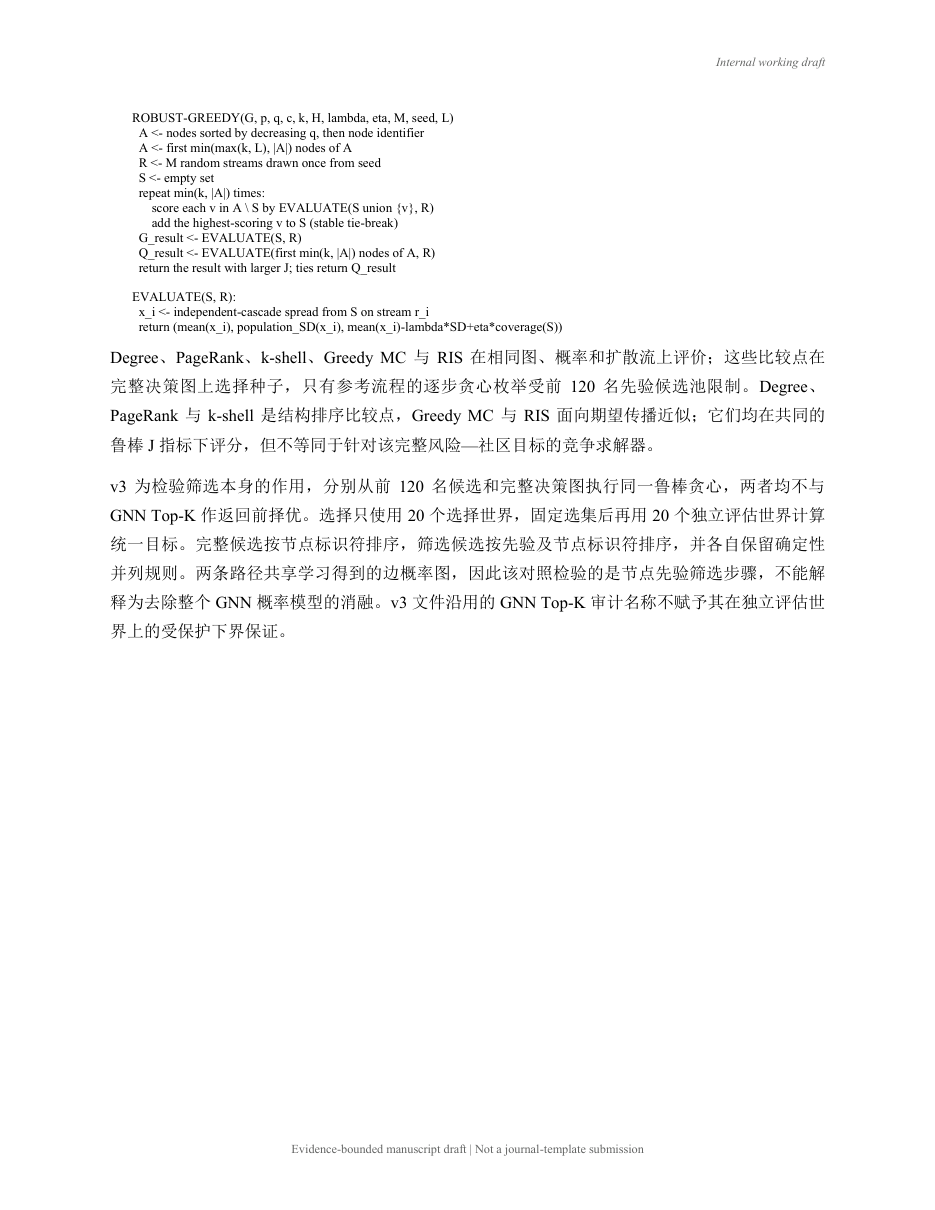 Internal working draft
ROBUST-GREEDY(G, p, q, c, k, H, lambda, eta, M, seed, L)
A <- nodes sorted by decreasing q, then node identifier
A <- first min(max(k, L), |A|) nodes of A
R <- M random streams drawn once from seed
S <- empty set
repeat min(k, |A|) times:
score each v in A \ S by EVALUATE(S union {v}, R)
add the highest-scoring v to S (stable tie-break)
G_result <- EVALUATE(S, R)
Q_result <- EVALUATE(first min(k, |A|) nodes of A, R)
return the result with larger J; ties return Q_result
EVALUATE(S, R):
x_i <- independent-cascade spread from S on stream r_i
return (mean(x_i), population_SD(x_i), mean(x_i)-lambda*SD+eta*coverage(S))
Degree、PageRank、k-shell、Greedy MC 与 RIS 在相同图、概率和扩散流上评价；这些比较点在
完整决策图上选择种子，只有参考流程的逐步贪心枚举受前 120 名先验候选池限制。Degree、
PageRank 与 k-shell 是结构排序比较点，Greedy MC 与 RIS 面向期望传播近似；它们均在共同的
鲁棒 J 指标下评分，但不等同于针对该完整风险—社区目标的竞争求解器。
v3 为检验筛选本身的作用，分别从前 120 名候选和完整决策图执行同一鲁棒贪心，两者均不与
GNN Top-K 作返回前择优。选择只使用 20 个选择世界，固定选集后再用 20 个独立评估世界计算
统一目标。完整候选按节点标识符排序，筛选候选按先验及节点标识符排序，并各自保留确定性
并列规则。两条路径共享学习得到的边概率图，因此该对照检验的是节点先验筛选步骤，不能解
释为去除整个 GNN 概率模型的消融。v3 文件沿用的 GNN Top-K 审计名称不赋予其在独立评估世
界上的受保护下界保证。
Evidence-bounded manuscript draft | Not a journal-template submission